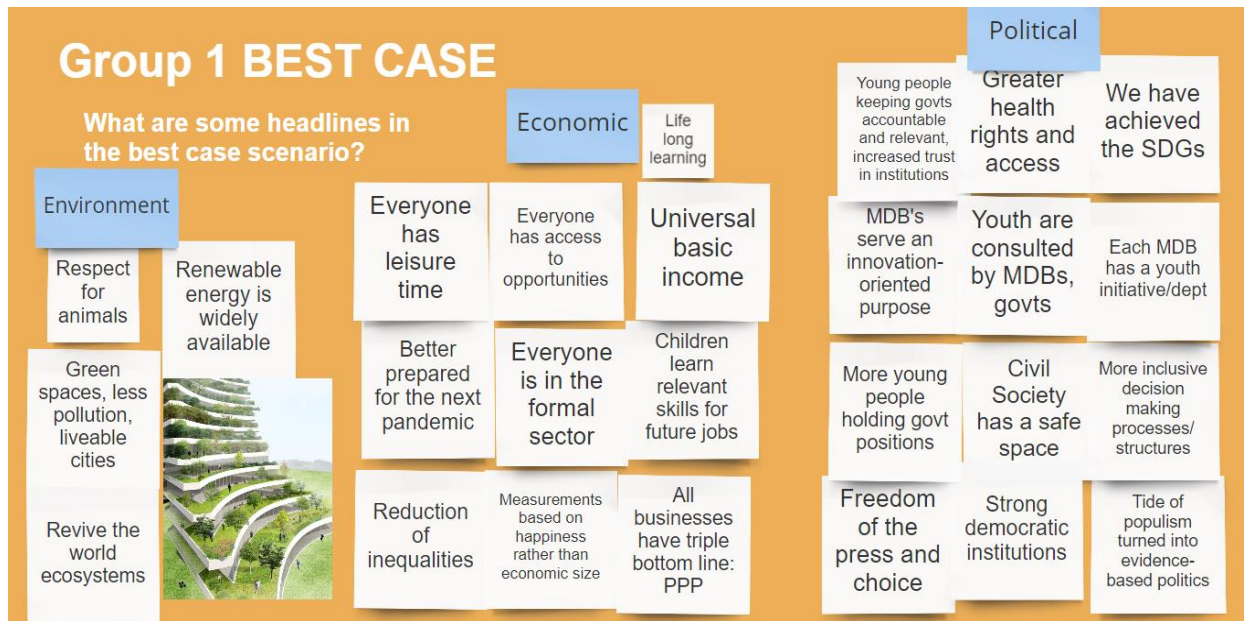 Group 1 BEST CASE
What are some headlines in
the best case scenario?
Environment
Respect
for
animals
Renewable
energy is
widely
available
Green
spaces, less
pollution,
liveable
cities
Revive the
world
ecosystems
Economic
Life
long
learning
Everyone
has
leisure
time
Everyone
has access
to
opportunities
Universal
basic
income
Better
prepared
for the next
pandemic
Everyone
is in the
formal
sector
Children
learn
relevant
skills for
future jobs
Reduction
of
inequalities
Measurements
based on
happiness
rather than
economic size
All
businesses
have triple
bottom line:
PPP
Political
Young people
keeping govts
accountable
and relevant,
increased trust
in institutions
Greater
health
rights and
access
We have
achieved
the SDGs
MDB's
serve an
innovation-
oriented
purpose
Youth are
consulted
by MDBs,
govts
Each MDB
has a youth
initiative/dept
More young
people
holding govt
positions
Civil
Society
has a safe
space
More inclusive
decision
making
processes/
structures
Freedom
of the
press and
choice
Strong
democratic
institutions
Tide of
populism
turned into
evidence-
based politics